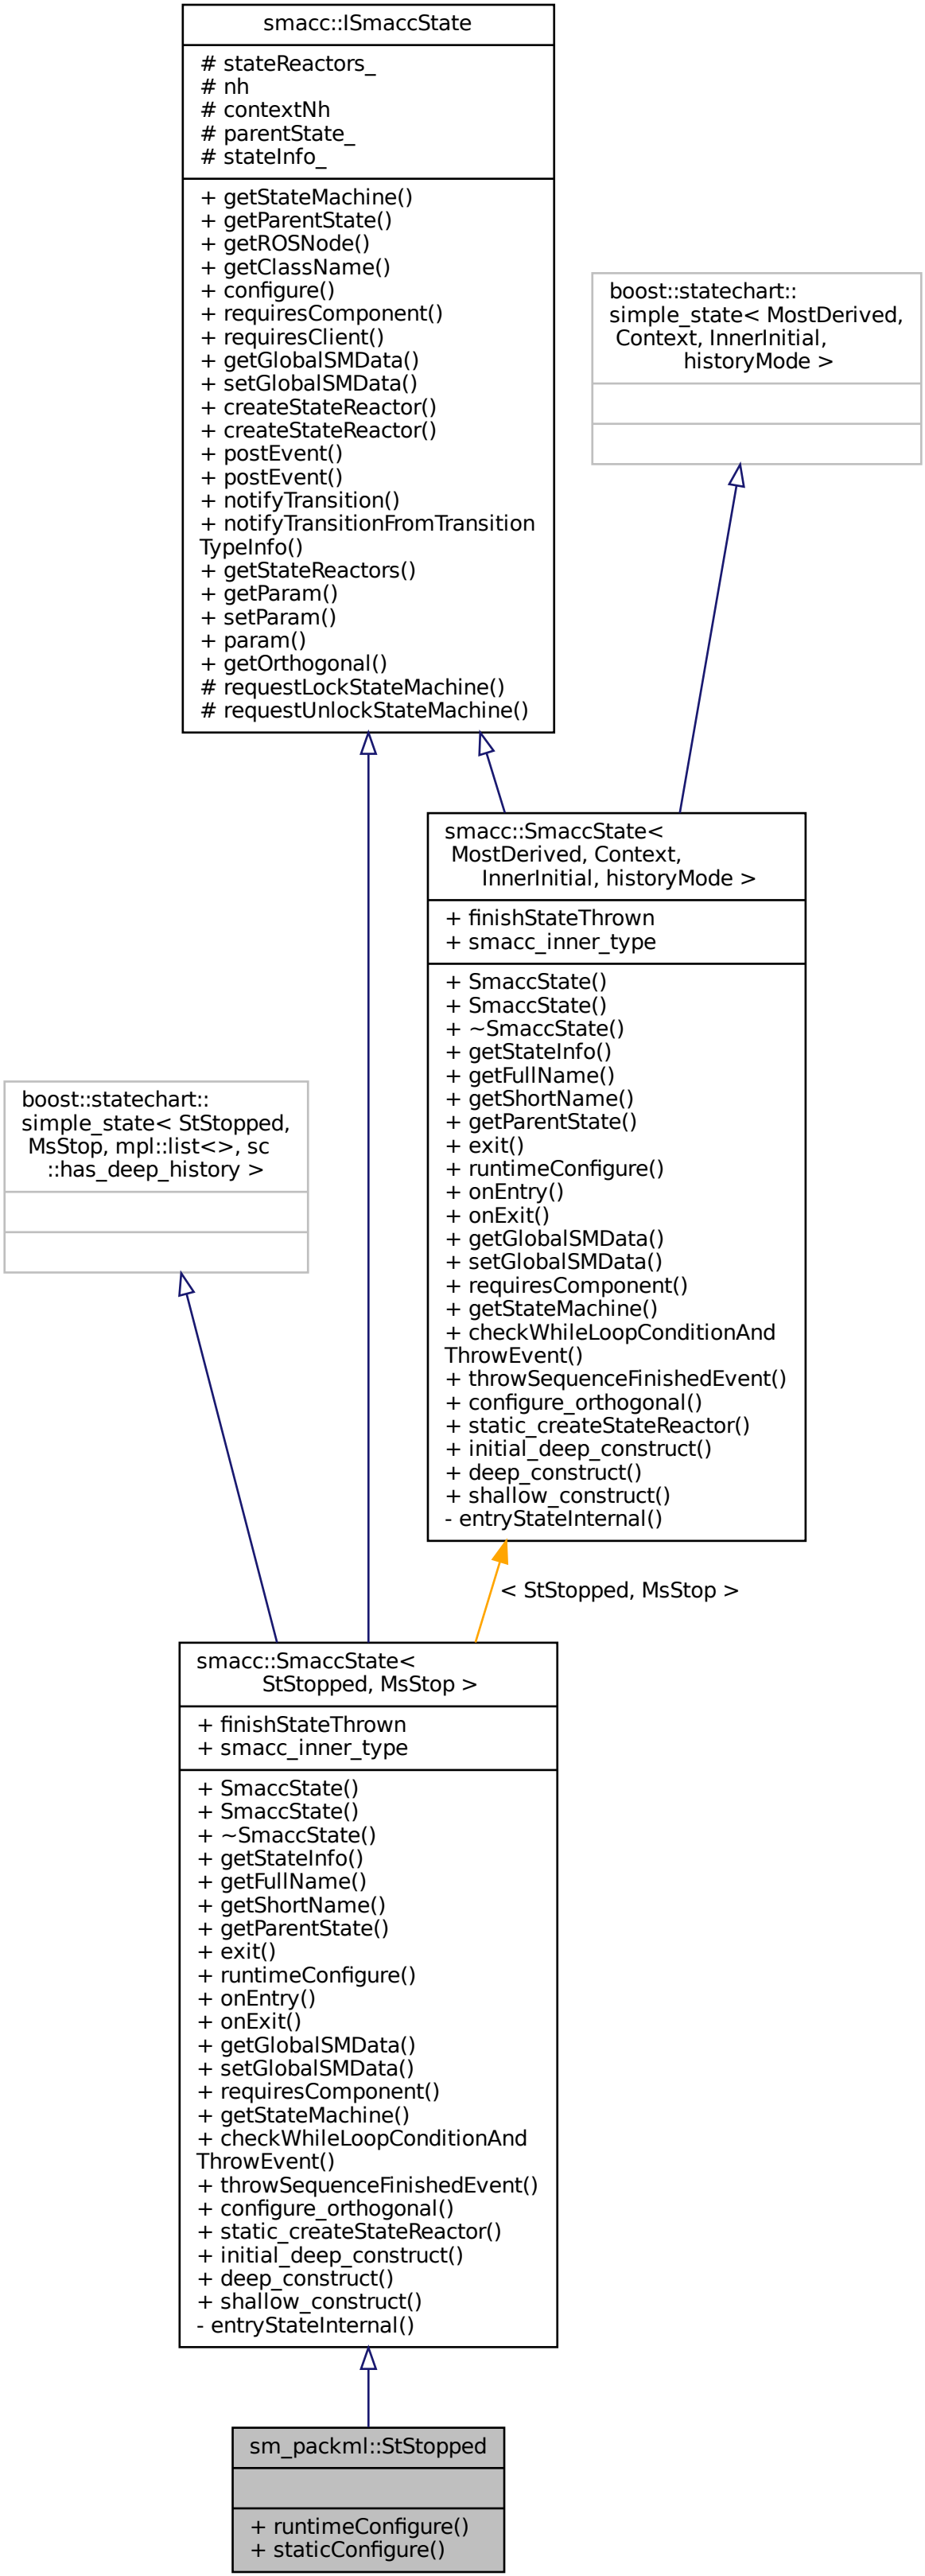 smacc::ISmaccState
# stateReactors_
# nh
# contextNh
# parentState_
# stateInfo_
+ getStateMachine()
+ getParentState()
+ getROSNode()
+ getClassName()
+ configure()
+ requiresComponent()
+ requiresClient()
+ getGlobalSMData()
+ setGlobalSMData()
+ createStateReactor()
+ createStateReactor()
+ postEvent()
+ postEvent()
+ notifyTransition()
+ notifyTransitionFromTransition
TypeInfo()
+ getStateReactors()
+ getParam()
+ setParam()
+ param()
+ getOrthogonal()
# requestLockStateMachine()
# requestUnlockStateMachine()
boost::statechart::
simple_state< MostDerived,
Context, InnerInitial,
historyMode >
smacc::SmaccState<
MostDerived, Context,
InnerInitial, historyMode >
+ finishStateThrown
+ smacc_inner_type
+ SmaccState()
+ SmaccState()
+ ~SmaccState()
+ getStateInfo()
+ getFullName()
+ getShortName()
+ getParentState()
+ exit()
+ runtimeConfigure()
+ onEntry()
+ onExit()
+ getGlobalSMData()
+ setGlobalSMData()
+ requiresComponent()
+ getStateMachine()
+ checkWhileLoopConditionAnd
ThrowEvent()
+ throwSequenceFinishedEvent()
+ configure_orthogonal()
+ static_createStateReactor()
+ initial_deep_construct()
+ deep_construct()
+ shallow_construct()
- entryStateInternal()
boost::statechart::
simple_state< StStopped,
MsStop, mpl::list<>, sc
::has_deep_history >
< StStopped, MsStop >
smacc::SmaccState<
StStopped, MsStop >
+ finishStateThrown
+ smacc_inner_type
+ SmaccState()
+ SmaccState()
+ ~SmaccState()
+ getStateInfo()
+ getFullName()
+ getShortName()
+ getParentState()
+ exit()
+ runtimeConfigure()
+ onEntry()
+ onExit()
+ getGlobalSMData()
+ setGlobalSMData()
+ requiresComponent()
+ getStateMachine()
+ checkWhileLoopConditionAnd
ThrowEvent()
+ throwSequenceFinishedEvent()
+ configure_orthogonal()
+ static_createStateReactor()
+ initial_deep_construct()
+ deep_construct()
+ shallow_construct()
- entryStateInternal()
sm_packml::StStopped
+ runtimeConfigure()
+ staticConfigure()